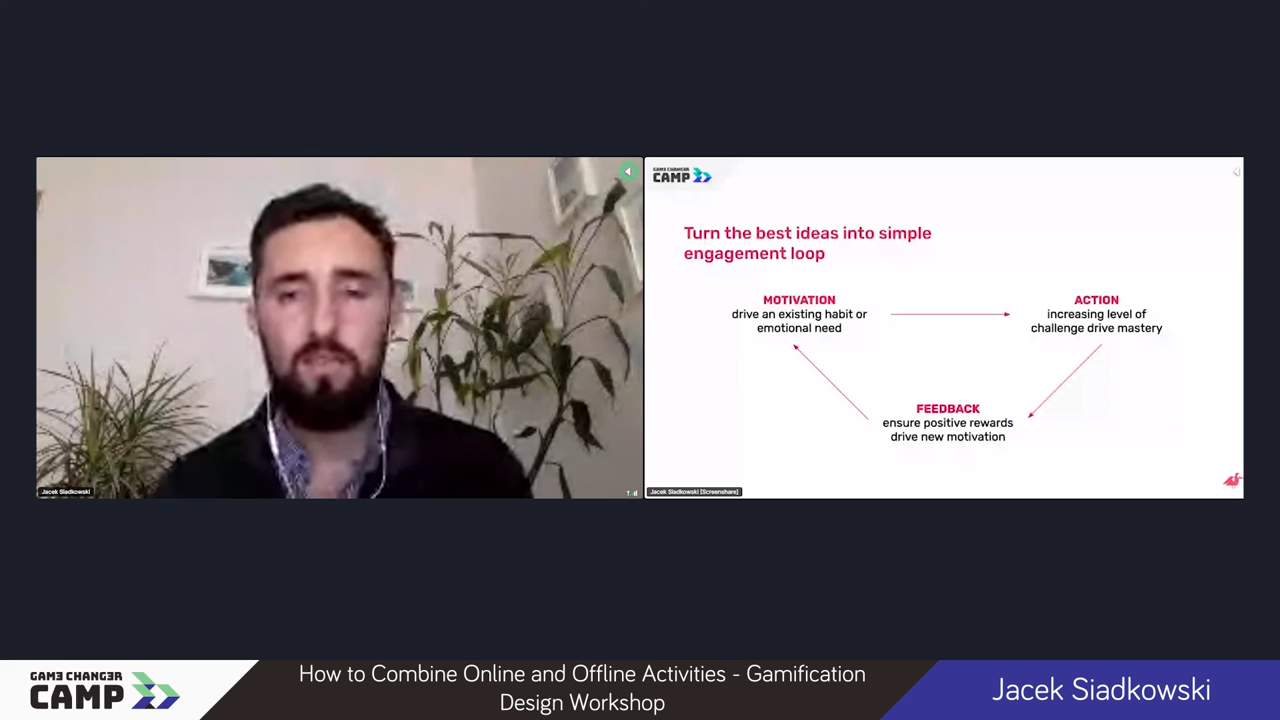 Jacek Siadkowski
GAME CHANGER
CAMP
Turn the best ideas into simple
engagement loop
MOTIVATION
drive an existing habit or
emotional need
ACTION
increasing level of
challenge drive mastery
FEEDBACK
ensure positive rewards
drive new motivation
Jacek Siadkowski [Screenshare]
GAME CHANGER
CAMP
How to Combine Online and Offline Activities - Gamification
Design Workshop
Jacek Siadkowski